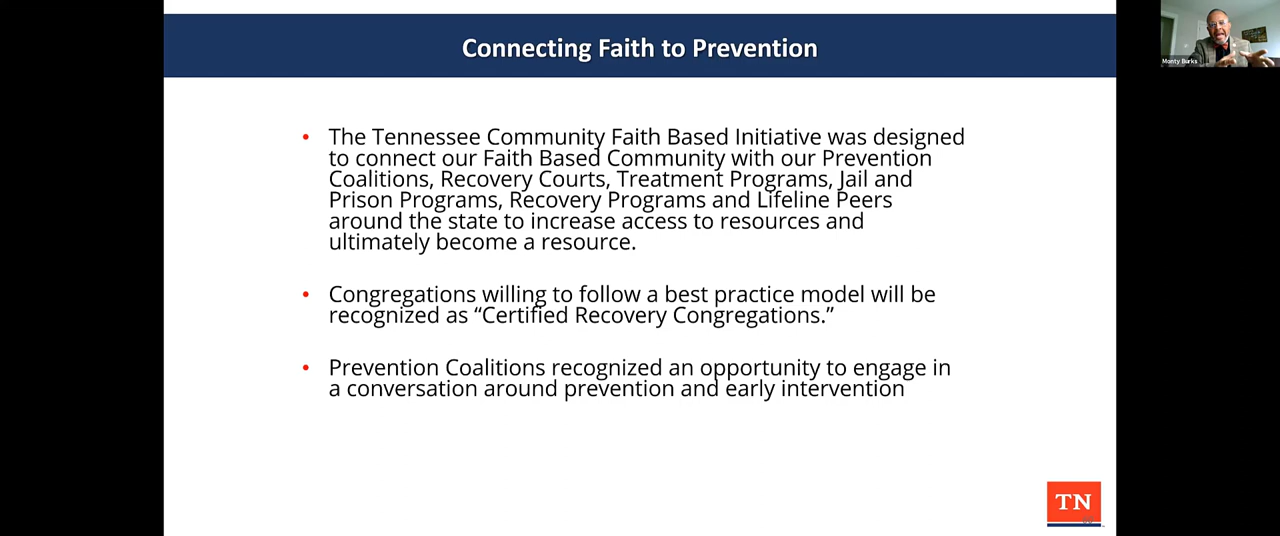 Connecting Faith to Prevention
Monty Burks
• The Tennessee Community Faith Based Initiative was designed
to connect our Faith Based Community with our Prevention
Coalitions, Recovery Courts, Treatment Programs, Jail and
Prison Programs, Recovery Programs and Lifeline Peers
around the state to increase access to resources and
ultimately become a resource.
• Congregations willing to follow a best practice model will be
recognized as “Certified Recovery Congregations.”
• Prevention Coalitions recognized an opportunity to engage in
a conversation around prevention and early intervention
TN